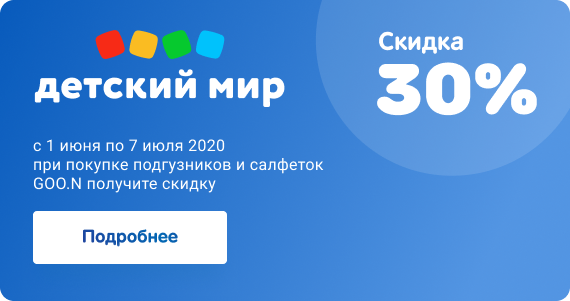 детский мир
Скидка
30%
с 1 июня по 7 июля 2020
при покупке подгузников и салфеток
GOO.N получите скидку
Подробнее